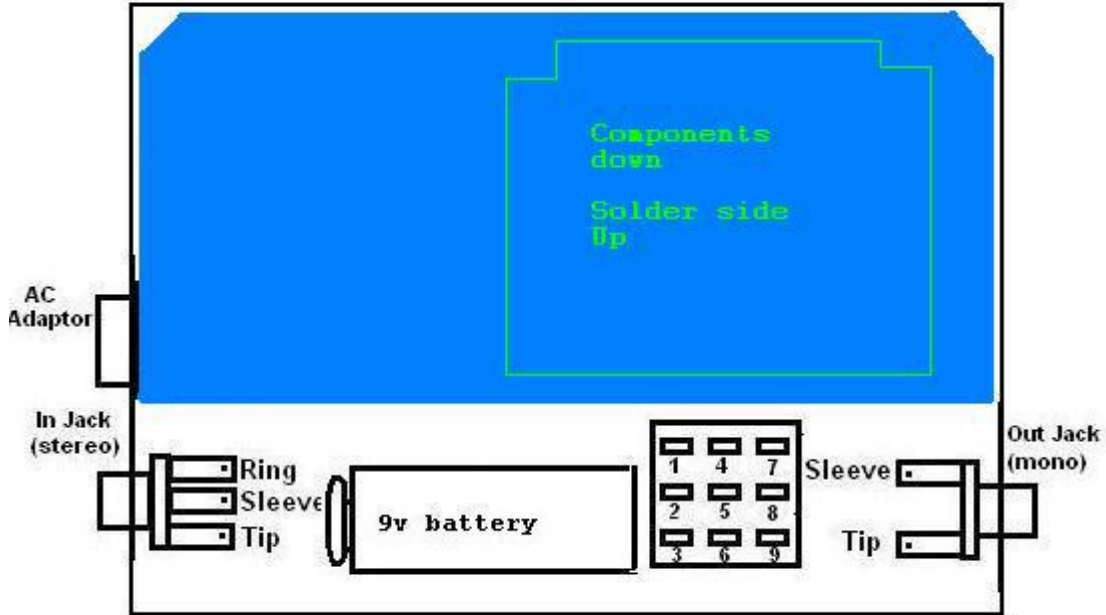 Components
down
Solder side
Up
AC
Adaptor
In Jack
(stereo)
Ring
Sleeve
Tip
9v battery
1 4 7
2 5 8
3 6 9
Sleeve
Tip
Out Jack
(mono)